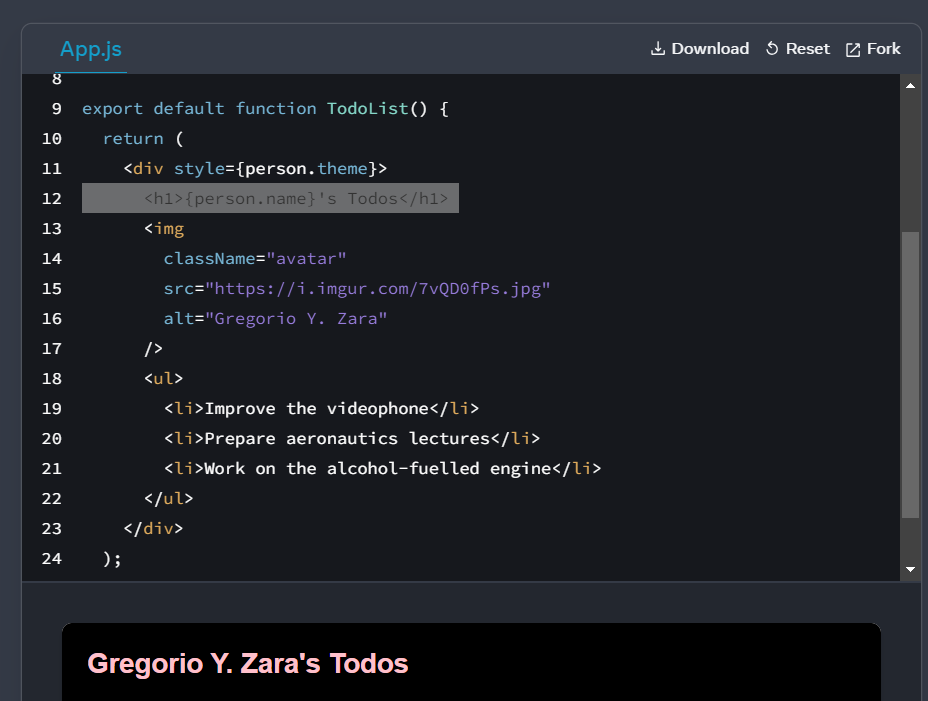 App.js Download Reset Fork
8
9 export default function TodoList() {
10   return (
11     <div style={person.theme}>
12       <h1>{person.name}'s Todos</h1>
13       <img
14         className="avatar"
15         src="https://i.imgur.com/7vQD0fPs.jpg"
16         alt="Gregorio Y. Zara"
17       />
18       <ul>
19         <li>Improve the videophone</li>
20         <li>Prepare aeronautics lectures</li>
21         <li>Work on the alcohol-fuelled engine</li>
22       </ul>
23     </div>
24   );
Gregorio Y. Zara's Todos